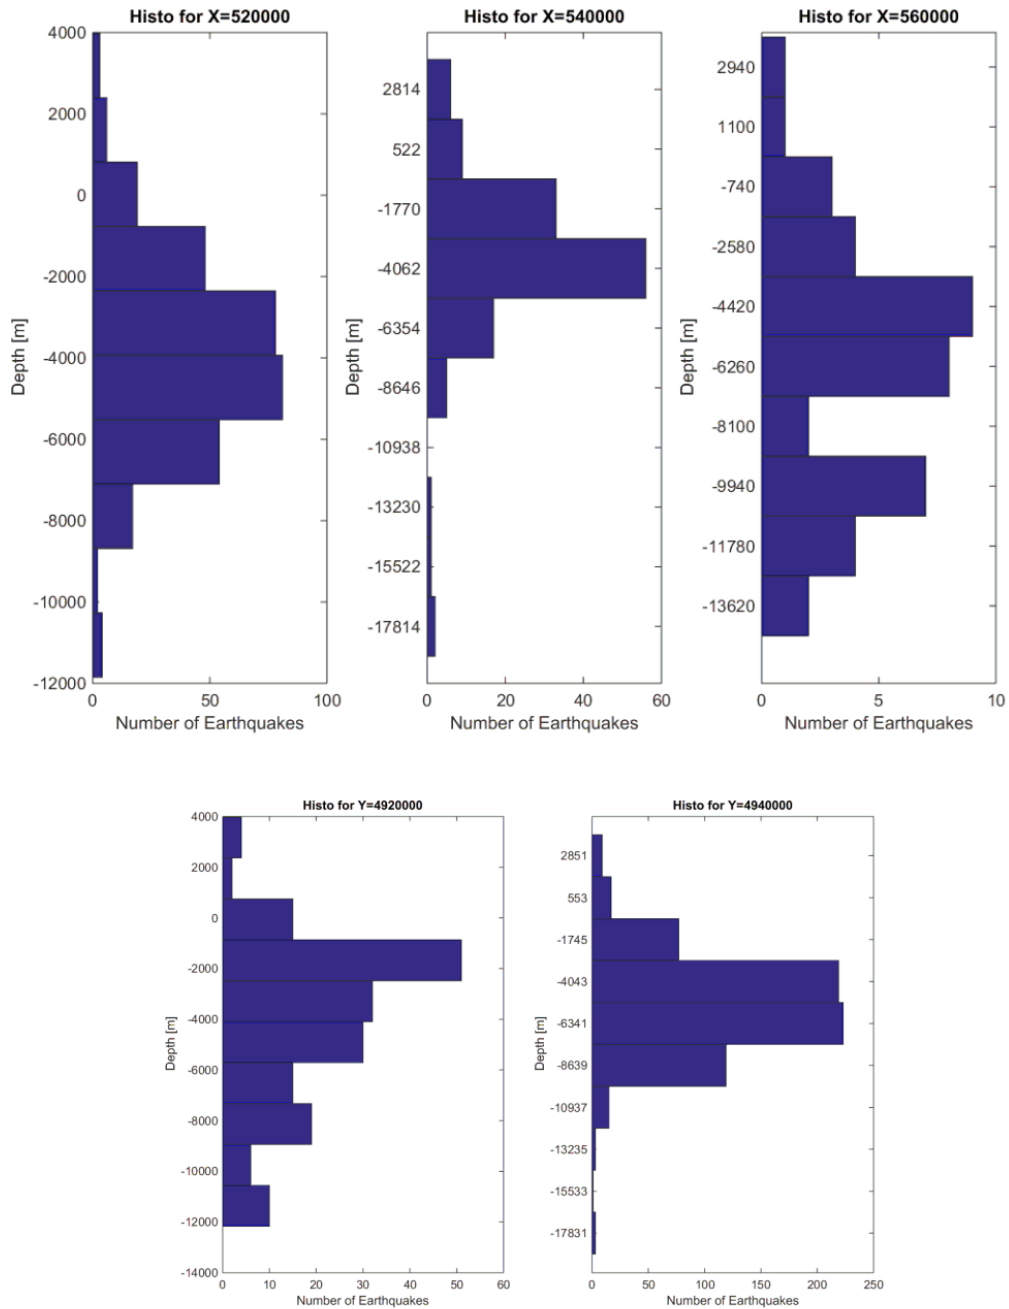 Histo for X=520000
4000
2000
0
-2000
-4000
-6000
-8000
-10000
-12000
Depth [m]
0 50 100
Number of Earthquakes
Histo for X=540000
2814
522
-1770
-4062
-6354
-8646
-10938
-13230
-15522
-17814
Depth [m]
0 20 40 60
Number of Earthquakes
Histo for X=560000
2940
1100
-740
-2580
-4420
-6260
-8100
-9940
-11780
-13620
Depth [m]
0 5 10
Number of Earthquakes
Histo for Y=4920000
4000
2000
0
-2000
-4000
-6000
-8000
-10000
-12000
-14000
Depth [m]
0 10 20 30 40 50 60
Number of Earthquakes
Histo for Y=4940000
2851
553
-1745
-4043
-6341
-8639
-10937
-13235
-15533
-17831
Depth [m]
0 50 100 150 200 250
Number of Earthquakes